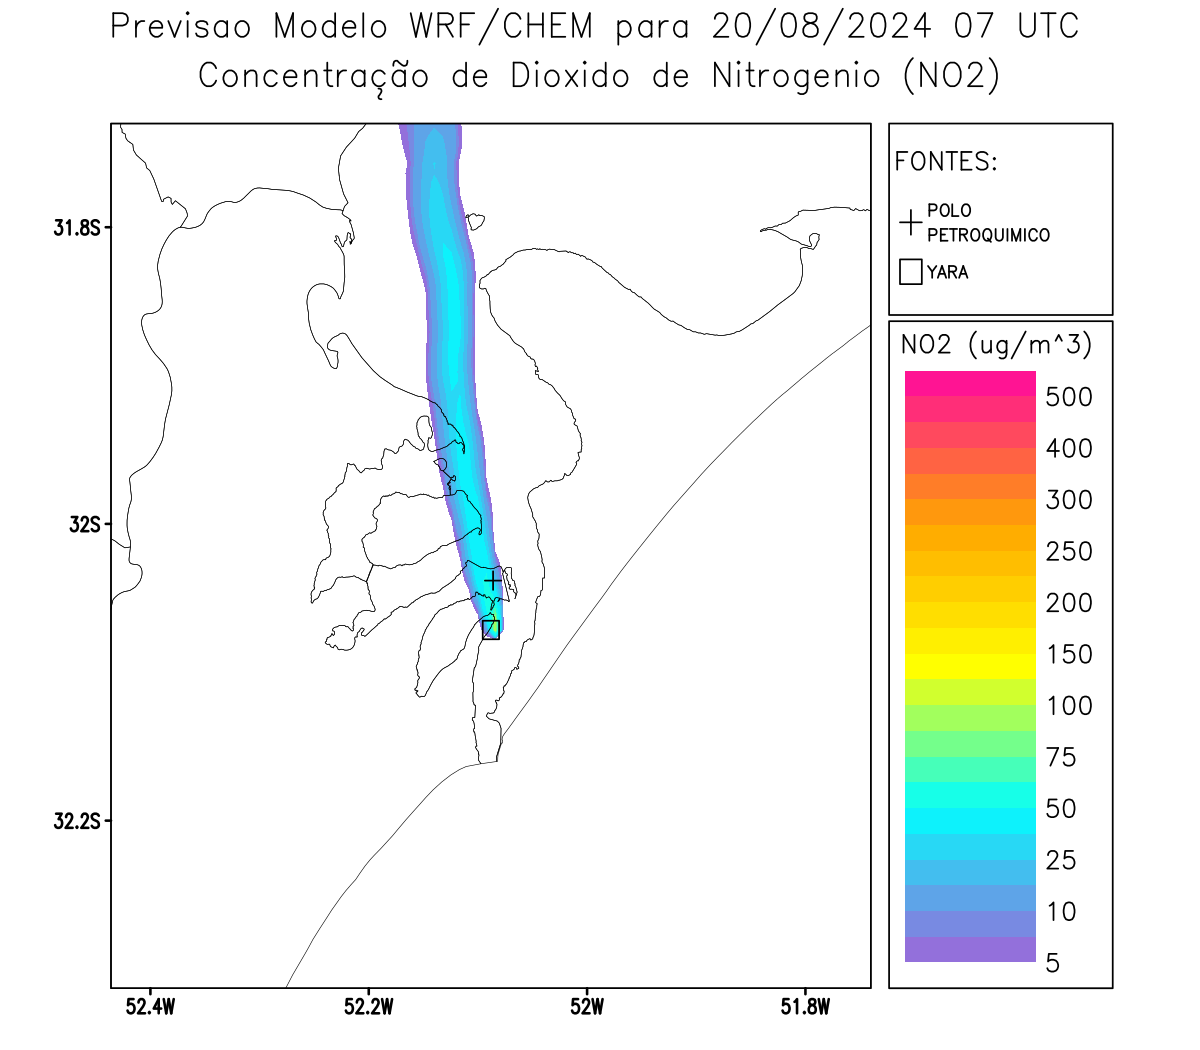 Previsao Modelo WRF/CHEM para 20/08/2024 07 UTC
Concentração de Dioxido de Nitrogenio (NO2)
FONTES:
POLO
PETROQUIMICO
YARA
NO2 (ug/m^3)
500
400
300
250
200
150
100
75
50
25
10
5
31.8S
32S
32.2S
52.4W
52.2W
52W
51.8W